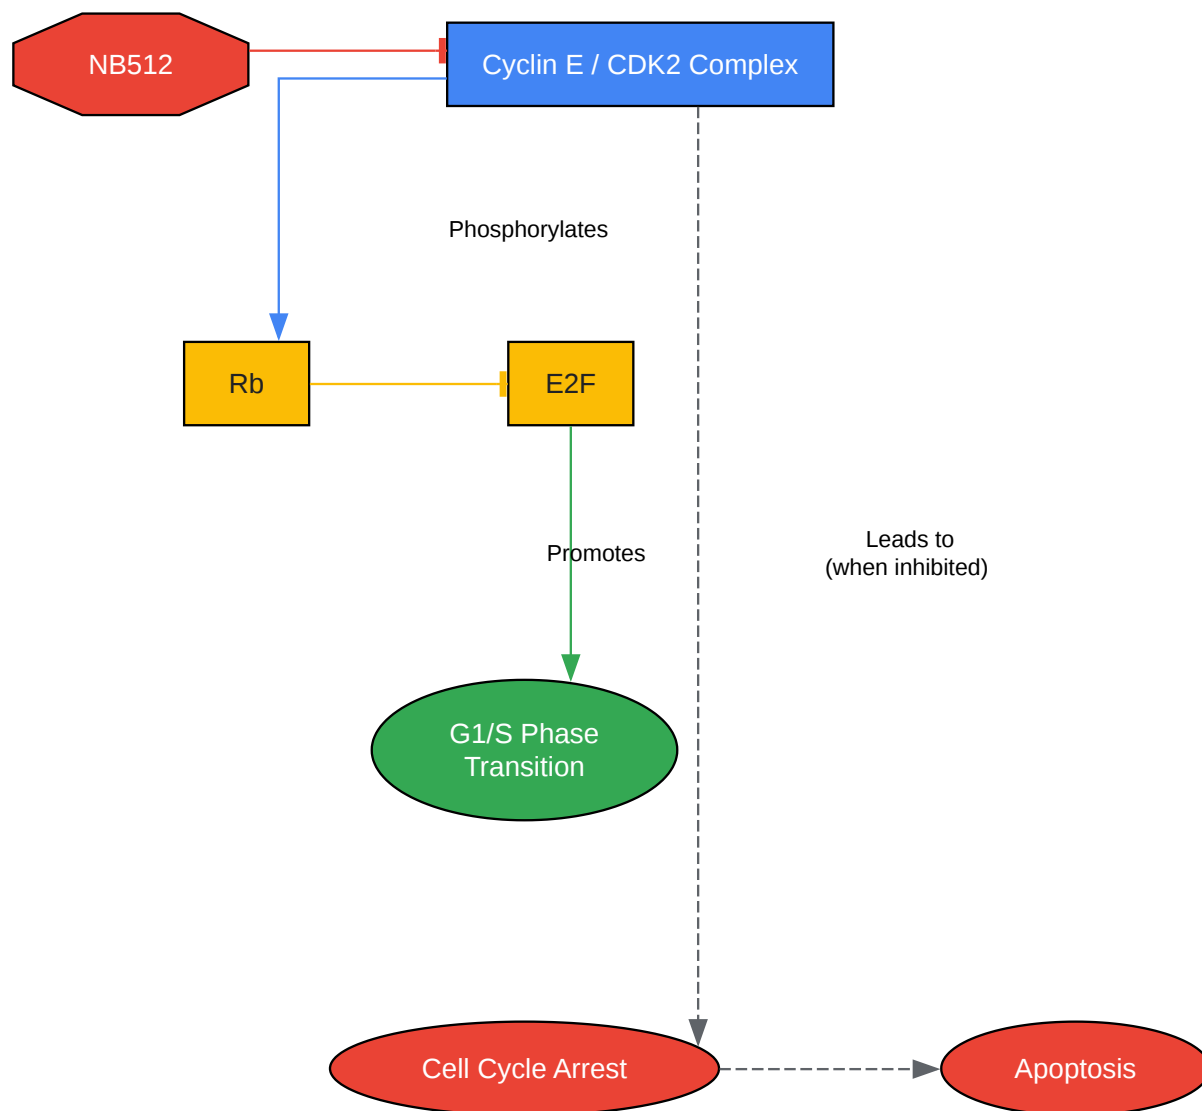 NB512
Cyclin E / CDK2 Complex
Phosphorylates
Rb
E2F
Promotes
Leads to
(when inhibited)
G1/S Phase
Transition
Cell Cycle Arrest
Apoptosis